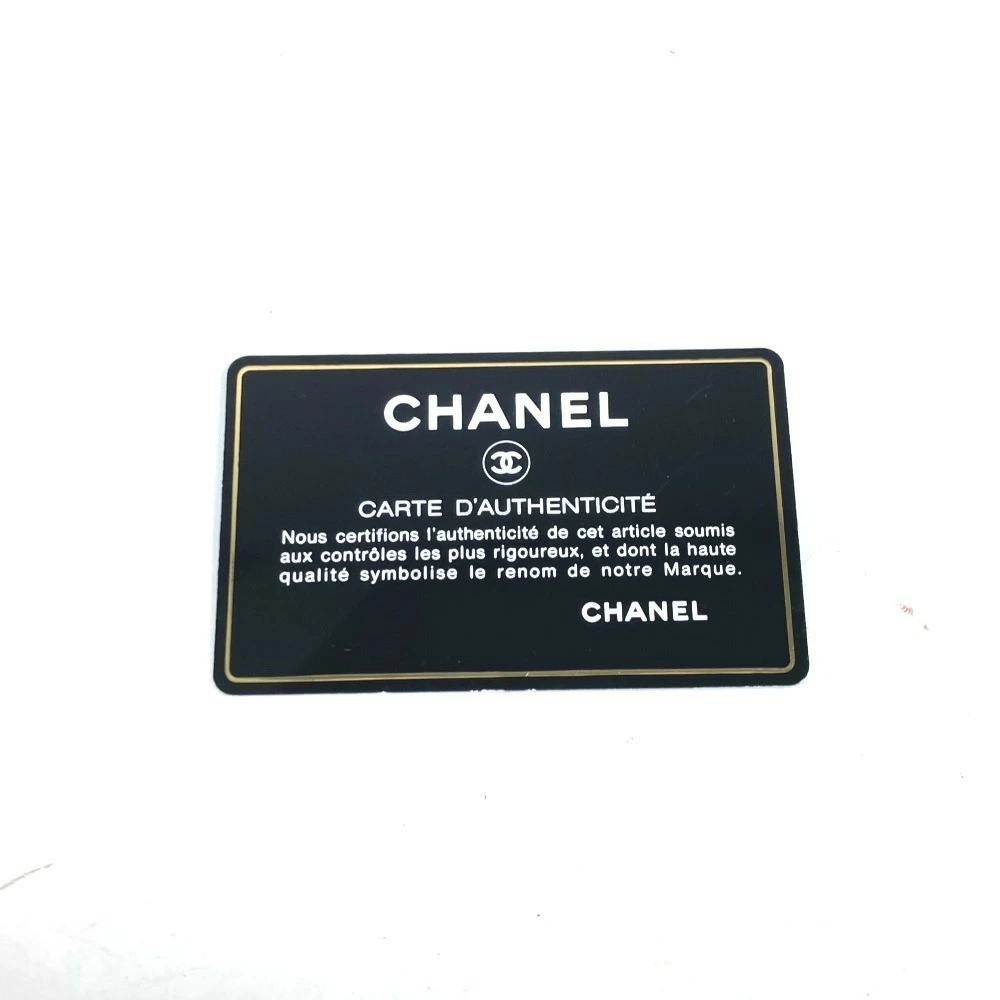 CHANEL
CARTE D'AUTHENTICITÉ
Nous certifions l'authenticité de cet article soumis
aux contrôles les plus rigoureux, et dont la haute
qualité symbolise le renom de notre Marque.
CHANEL